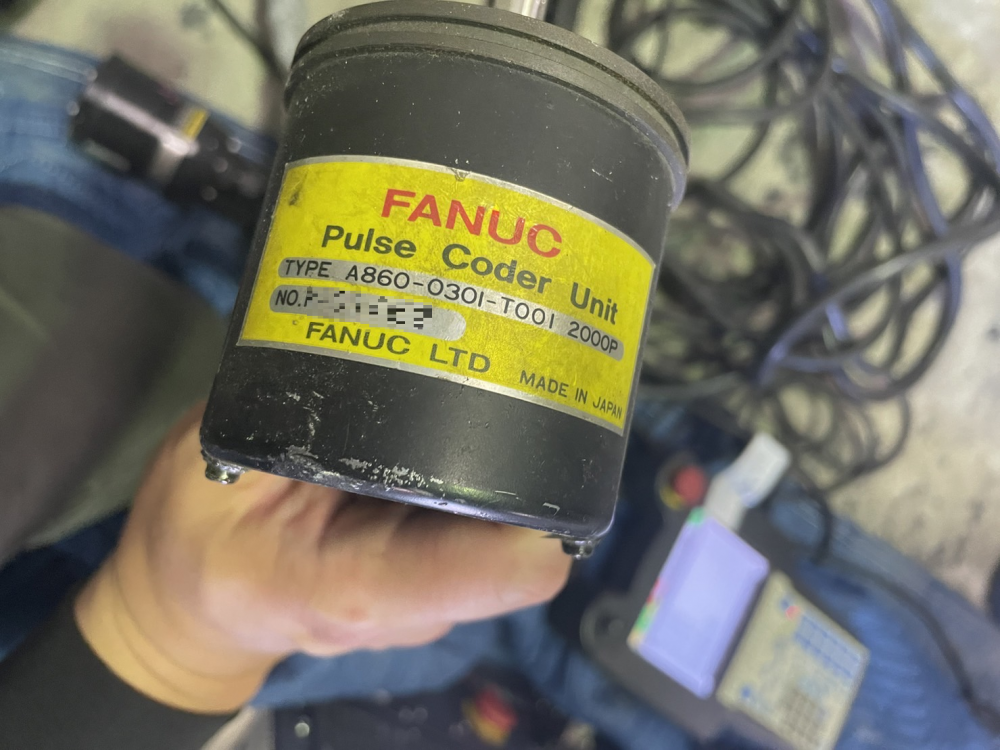 FANUC
Pulse Coder Unit
TYPE A860-0301-T001 2000P
NO.
FANUC LTD
MADE IN JAPAN